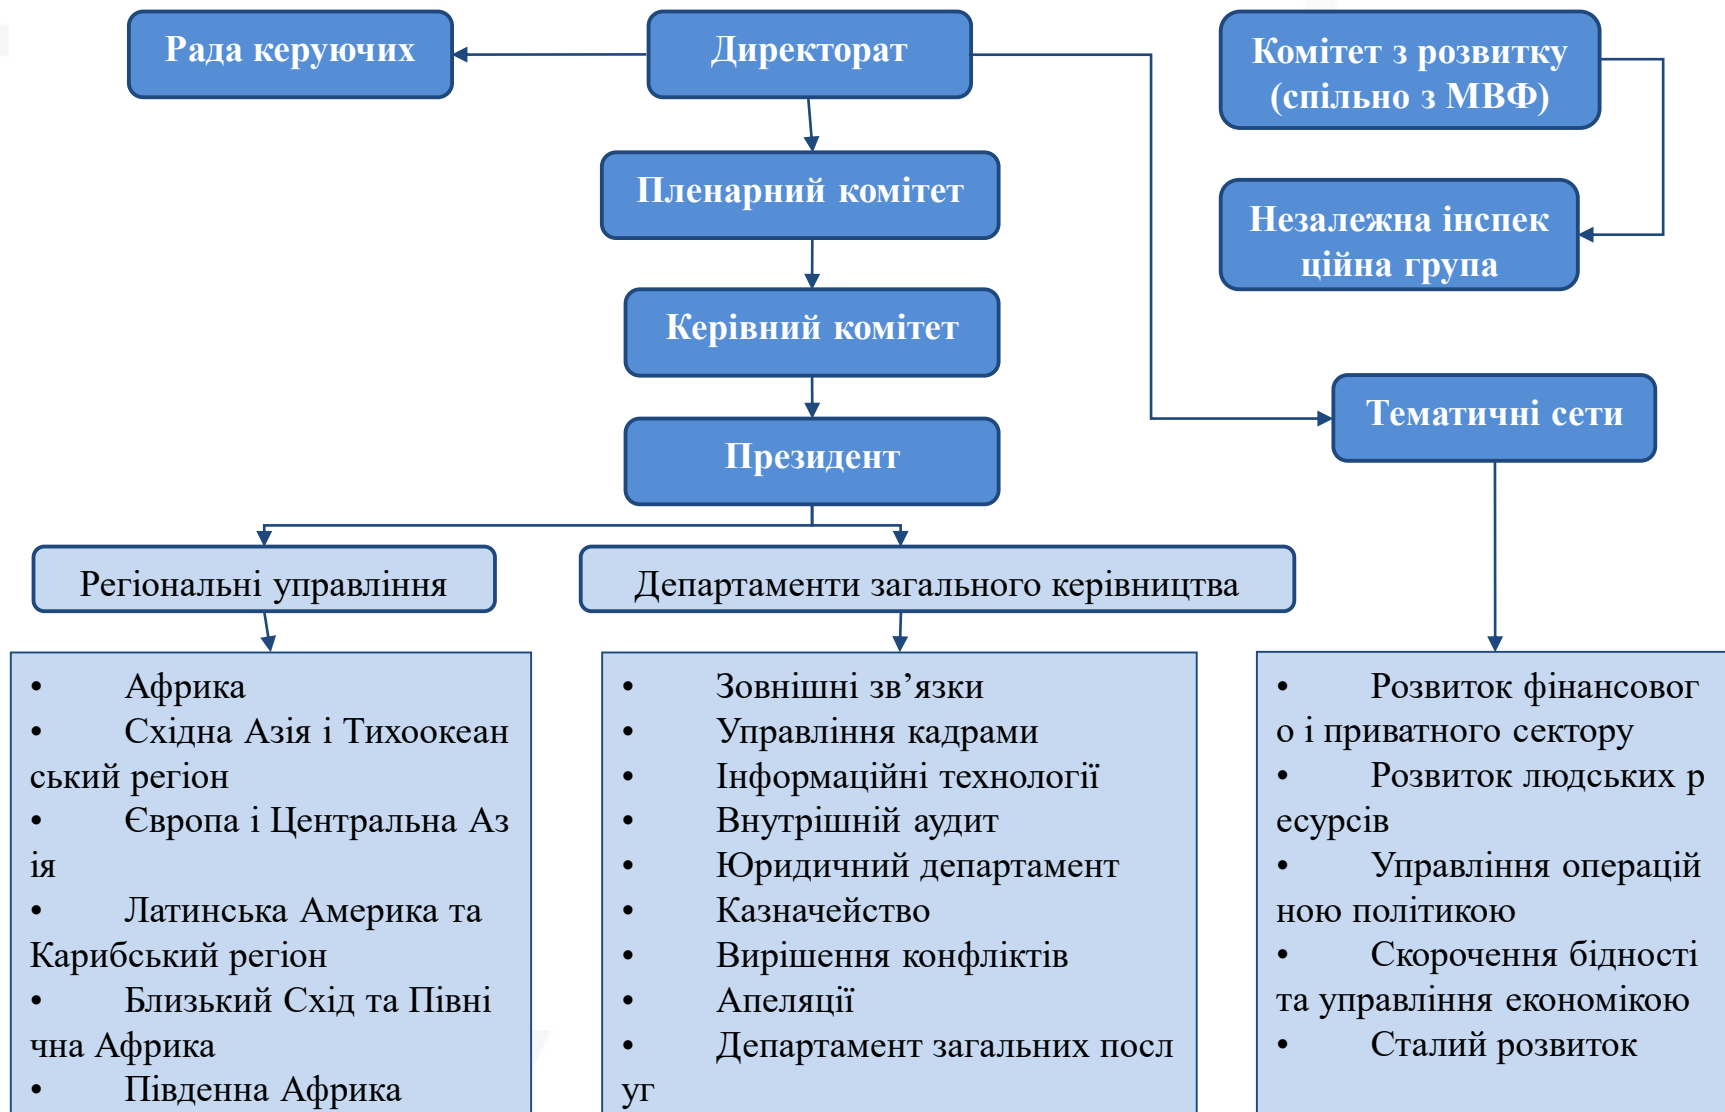 Рада керуючих
Директорат
Комітет з розвитку
(спільно з МВФ)
Пленарний комітет
Незалежна інспек
ційна група
Керівний комітет
Тематичні сети
Президент
Регіональні управління
Департаменти загального керівництва
• Африка
• Східна Азія і Тихоокеан
ський регіон
• Європа і Центральна Аз
ія
• Латинська Америка та
Карибський регіон
• Близький Схід та Півні
чна Африка
• Південна Африка
• Зовнішні зв’язки
• Управління кадрами
• Інформаційні технології
• Внутрішній аудит
• Юридичний департамент
• Казначейство
• Вирішення конфліктів
• Апеляції
• Департамент загальних посл
уг
• Розвиток фінансовог
о і приватного сектору
• Розвиток людських р
есурсів
• Управління операцій
ною політикою
• Скорочення бідності
та управління економікою
• Сталий розвиток